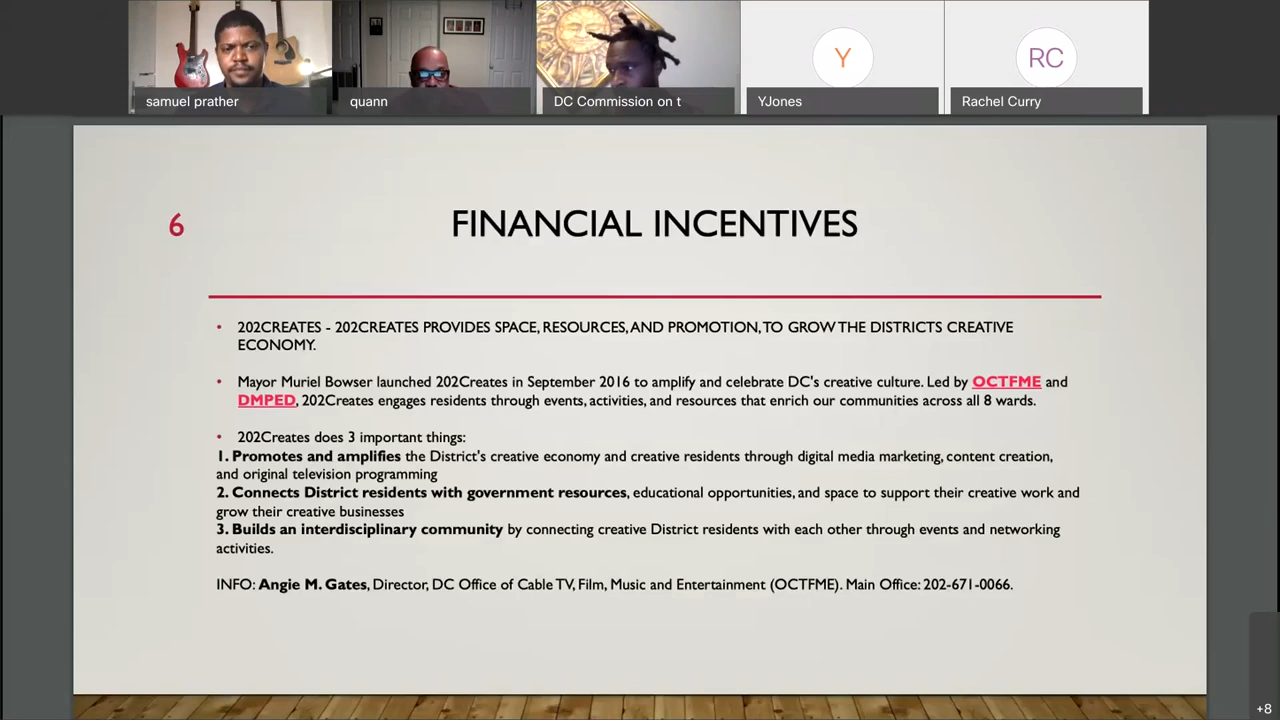 samuel prather
quann
DC Commission on t
Y
YJones
RC
Rachel Curry
6
FINANCIAL INCENTIVES
• 202CREATES - 202CREATES PROVIDES SPACE, RESOURCES, AND PROMOTION, TO GROW THE DISTRICTS CREATIVE
ECONOMY.
• Mayor Muriel Bowser launched 202Creates in September 2016 to amplify and celebrate DC's creative culture. Led by OCTFME and
DMPED, 202Creates engages residents through events, activities, and resources that enrich our communities across all 8 wards.
• 202Creates does 3 important things:
1. Promotes and amplifies the District's creative economy and creative residents through digital media marketing, content creation,
and original television programming
2. Connects District residents with government resources, educational opportunities, and space to support their creative work and
grow their creative businesses
3. Builds an interdisciplinary community by connecting creative District residents with each other through events and networking
activities.
INFO: Angie M. Gates, Director, DC Office of Cable TV, Film, Music and Entertainment (OCTFME). Main Office: 202-671-0066.
+8